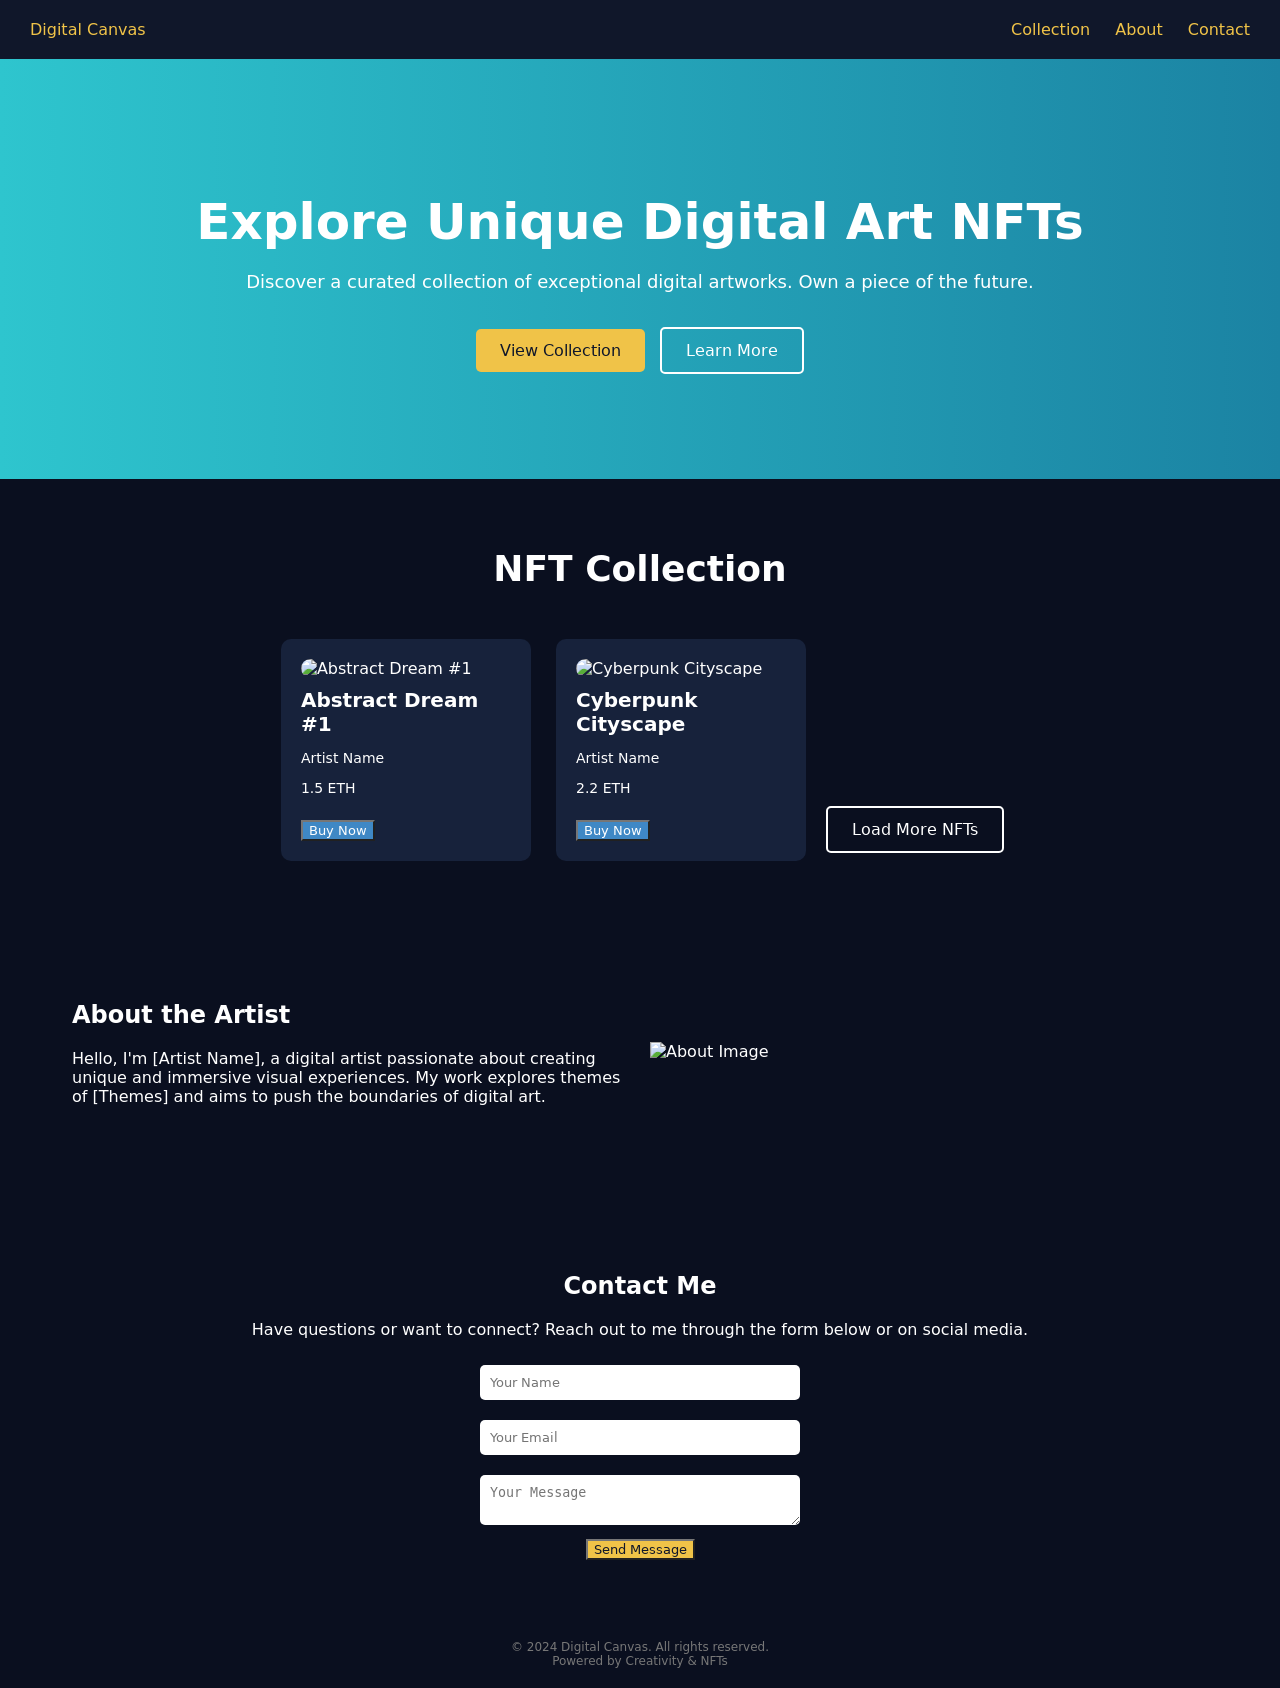 Digital Canvas
Collection
About
Contact
Explore Unique Digital Art NFTs
Discover a curated collection of exceptional digital artworks. Own a piece of the future.
View Collection
Learn More
NFT Collection
Abstract Dream #1
Abstract Dream
#1
Artist Name
1.5 ETH
Buy Now
Cyberpunk Cityscape
Cyberpunk
Cityscape
Artist Name
2.2 ETH
Buy Now
Load More NFTs
About the Artist
Hello, I'm [Artist Name], a digital artist passionate about creating
unique and immersive visual experiences. My work explores themes
of [Themes] and aims to push the boundaries of digital art.
About Image
Contact Me
Have questions or want to connect? Reach out to me through the form below or on social media.
Your Name
Your Email
Your Message
Send Message
© 2024 Digital Canvas. All rights reserved.
Powered by Creativity & NFTs